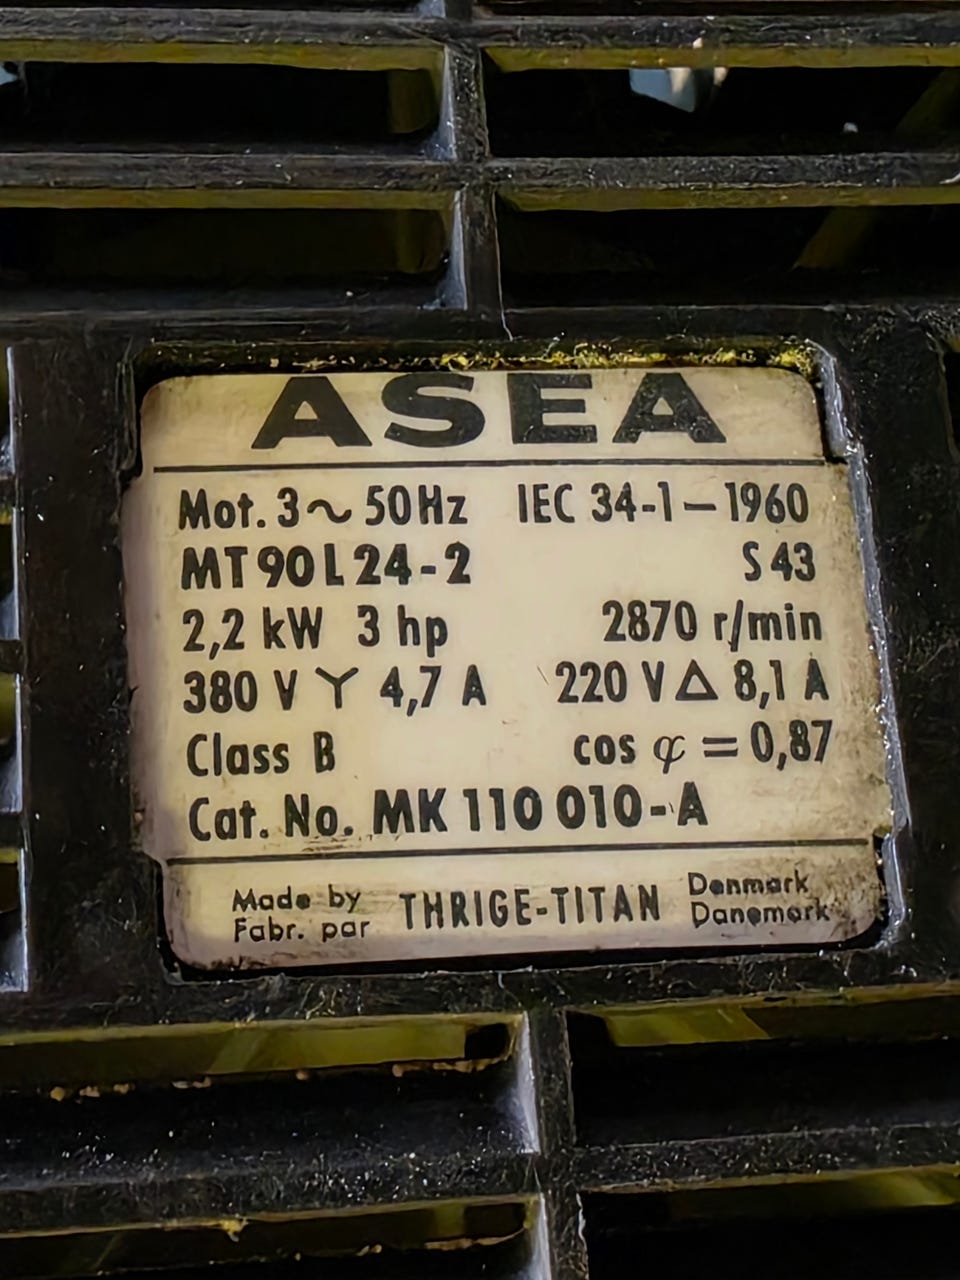 ASEA
Mot. 3~ 50Hz IEC 34-1-1960
MT90L24-2 S43
2,2 kW 3 hp 2870 r/min
380 V Y 4,7 A 220 V Δ 8,1 A
Class B cos φ = 0,87
Cat. No. MK 110 010-A
Made by THRIGE-TITAN Denmark
Fabr. par Danemark